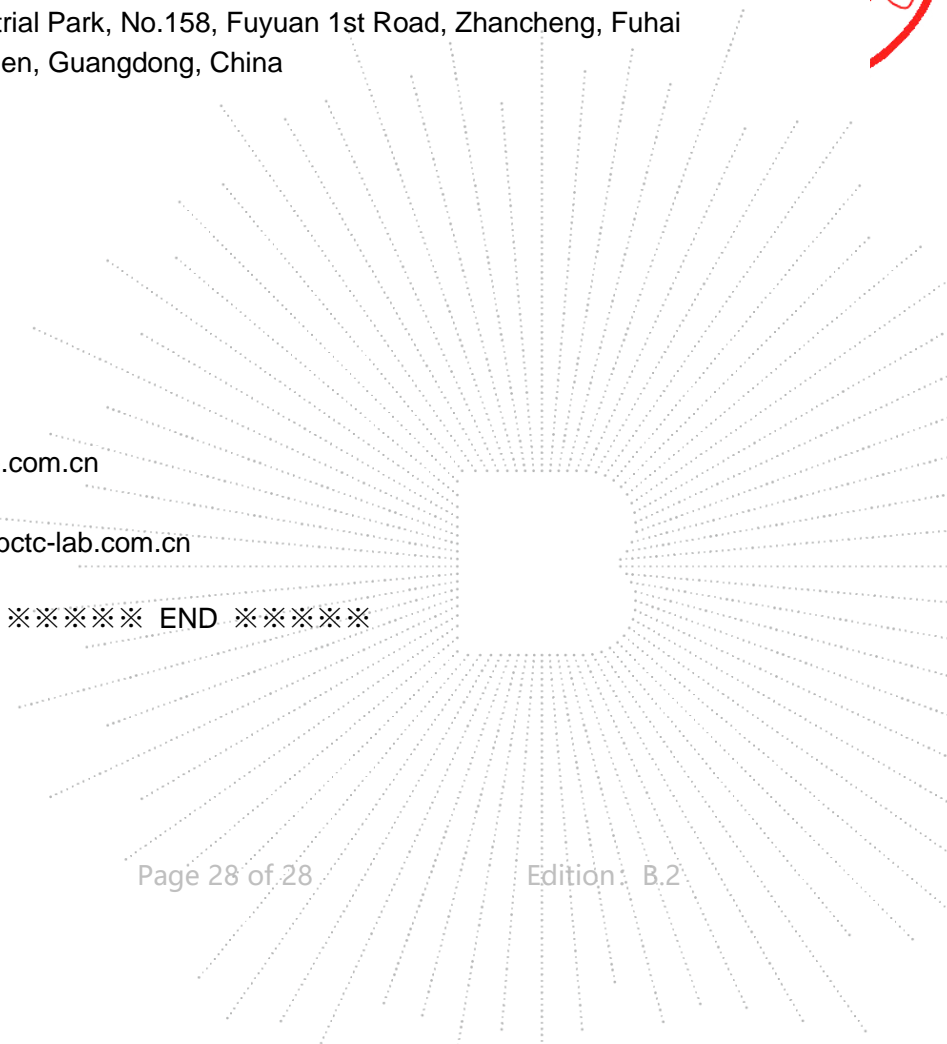 trial Park, No.158, Fuyuan 1st Road, Zhancheng, Fuhai
en, Guangdong, China
.com.cn
ctc-lab.com.cn
※※※※※ END ※※※※※
Page 28 of 28 Edition: B.2